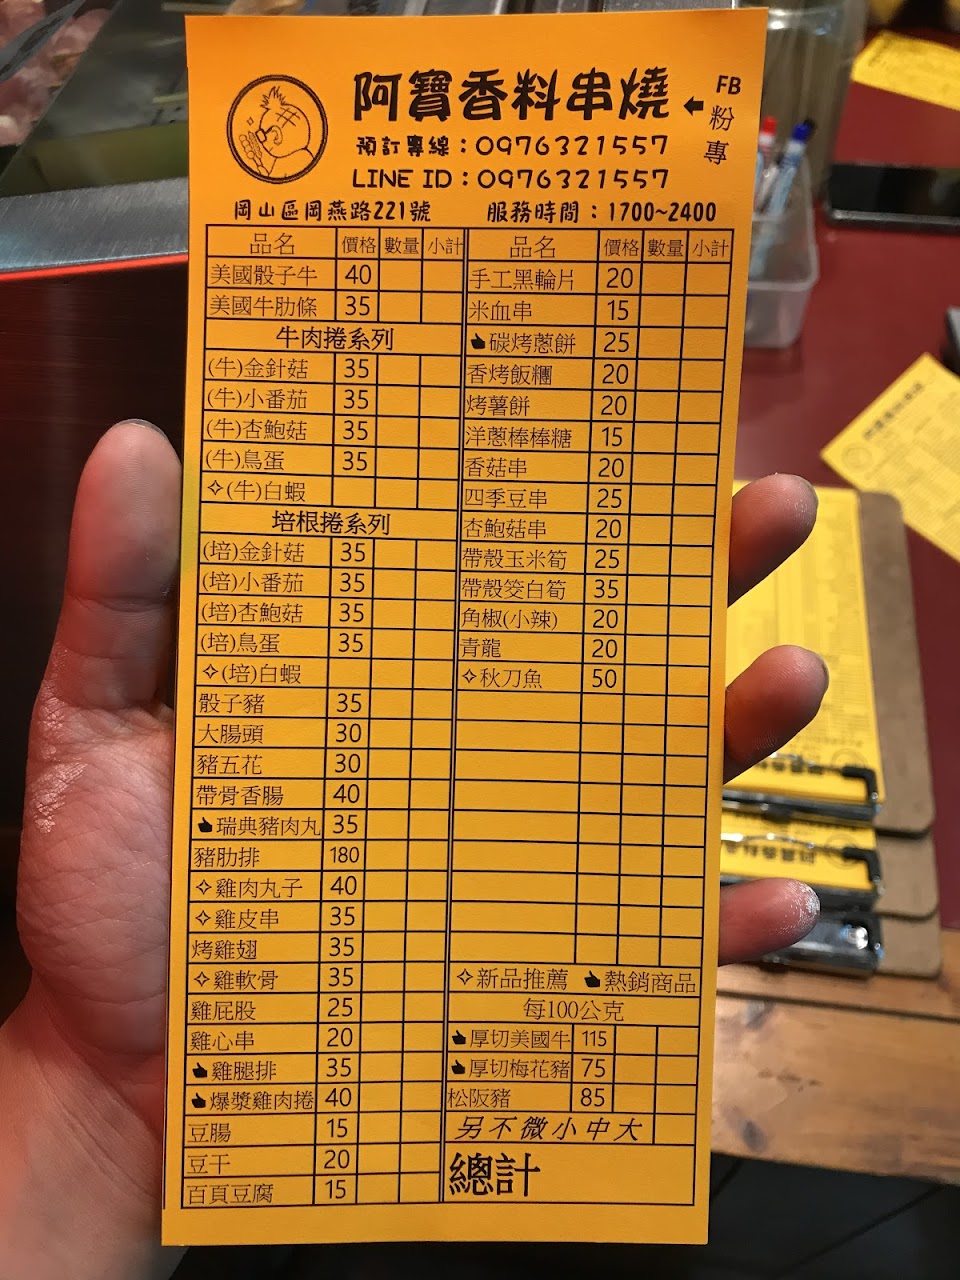 阿寶香料串燒
FB粉專
預訂專線：0976321557
LINE ID：0976321557
岡山區岡燕路221號 服務時間：1700~2400
品名 價格 數量 小計
美國骰子牛 40
美國牛肋條 35
牛肉捲系列
(牛)金針菇 35
(牛)小番茄 35
(牛)杏鮑菇 35
(牛)鳥蛋 35
✧(牛)白蝦
培根捲系列
(培)金針菇 35
(培)小番茄 35
(培)杏鮑菇 35
(培)鳥蛋 35
✧(培)白蝦
骰子豬 35
大腸頭 30
豬五花 30
帶骨香腸 40
瑞典豬肉丸 35
豬肋排 180
✧雞肉丸子 40
✧雞皮串 35
烤雞翅 35
✧雞軟骨 35
雞屁股 25
雞心串 20
雞腿排 35
爆漿雞肉捲 40
豆腸 15
豆干 20
百頁豆腐 15
品名 價格 數量 小計
手工黑輪片 20
米血串 15
碳烤蔥餅 25
香烤飯糰 20
烤薯餅 20
洋蔥棒棒糖 15
香菇串 20
四季豆串 25
杏鮑菇串 20
帶殼玉米筍 25
帶殼筊白筍 35
角椒(小辣) 20
青龍 20
✧秋刀魚 50
✧新品推薦 熱銷商品
每100公克
厚切美國牛 115
厚切梅花豬 75
松阪豬 85
另不微小中大
總計